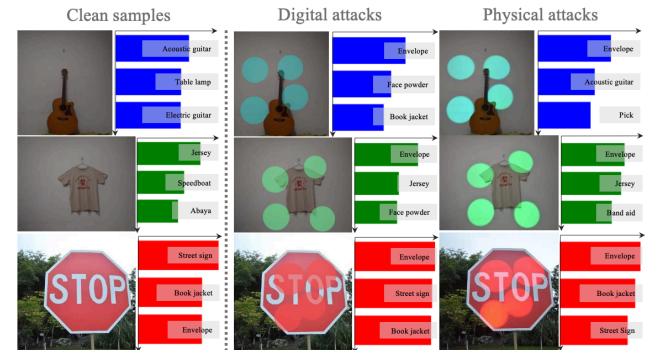 Clean samples
Digital attacks
Physical attacks
Acoustic guitar
Table lamp
Electric guitar
Envelope
Face powder
Book jacket
Envelope
Acoustic guitar
Pick
Jersey
Speedboat
Abaya
Envelope
Jersey
Face powder
Envelope
Jersey
Band aid
STOP
Street sign
Book jacket
Envelope
STOP
Envelope
Street sign
Book jacket
STOP
Envelope
Book jacket
Street Sign